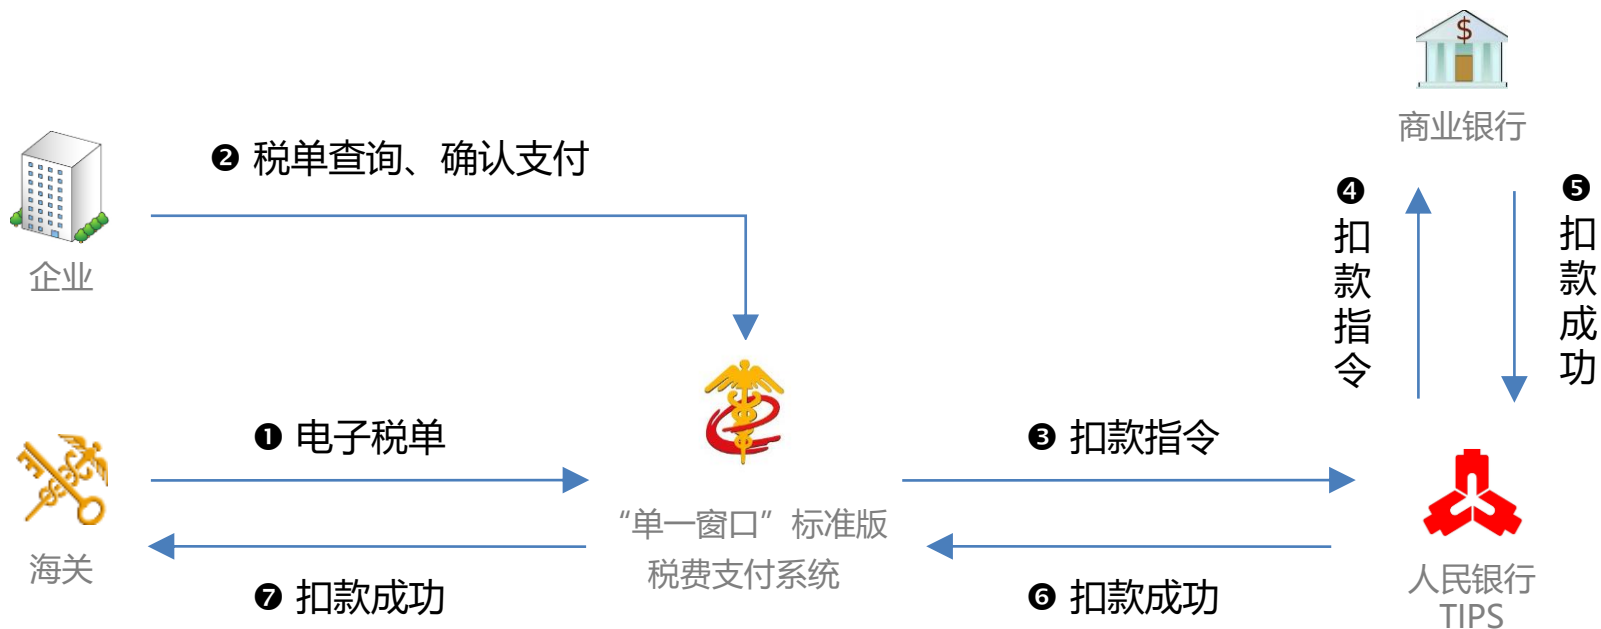 $
商业银行
❷ 税单查询、确认支付
企业
❹
扣
款
指
令
❺
扣
款
成
功
❶ 电子税单
❸ 扣款指令
“单一窗口”标准版
税费支付系统
海关
❼ 扣款成功
❻ 扣款成功
人民银行
TIPS